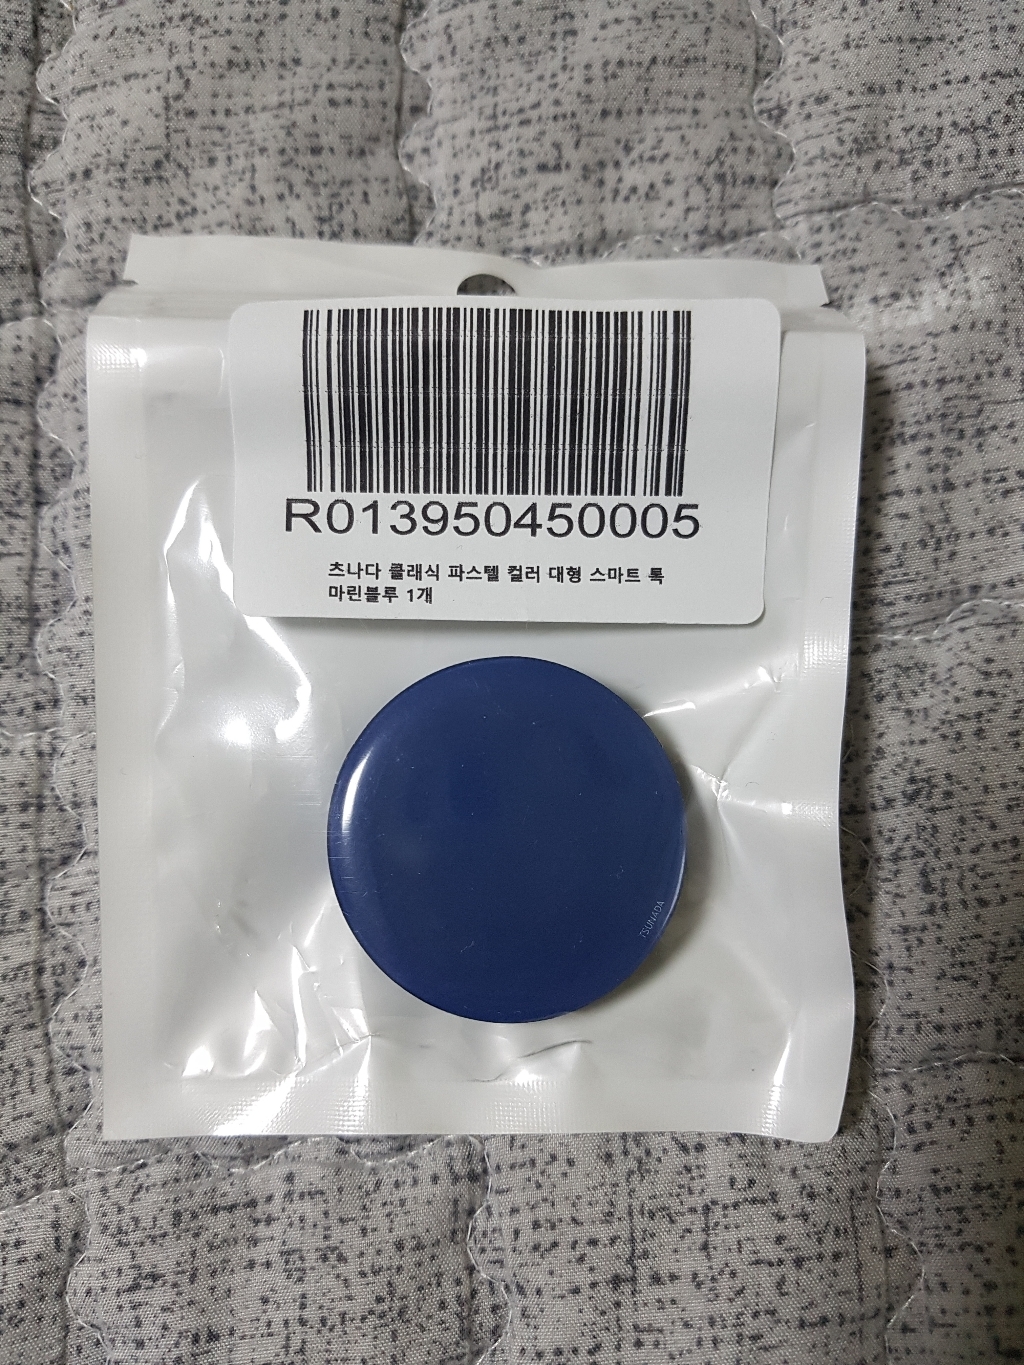 R013950450005
츠나다 클래식 파스텔 컬러 대형 스마트 톡
마린블루 1개
TSUNADA